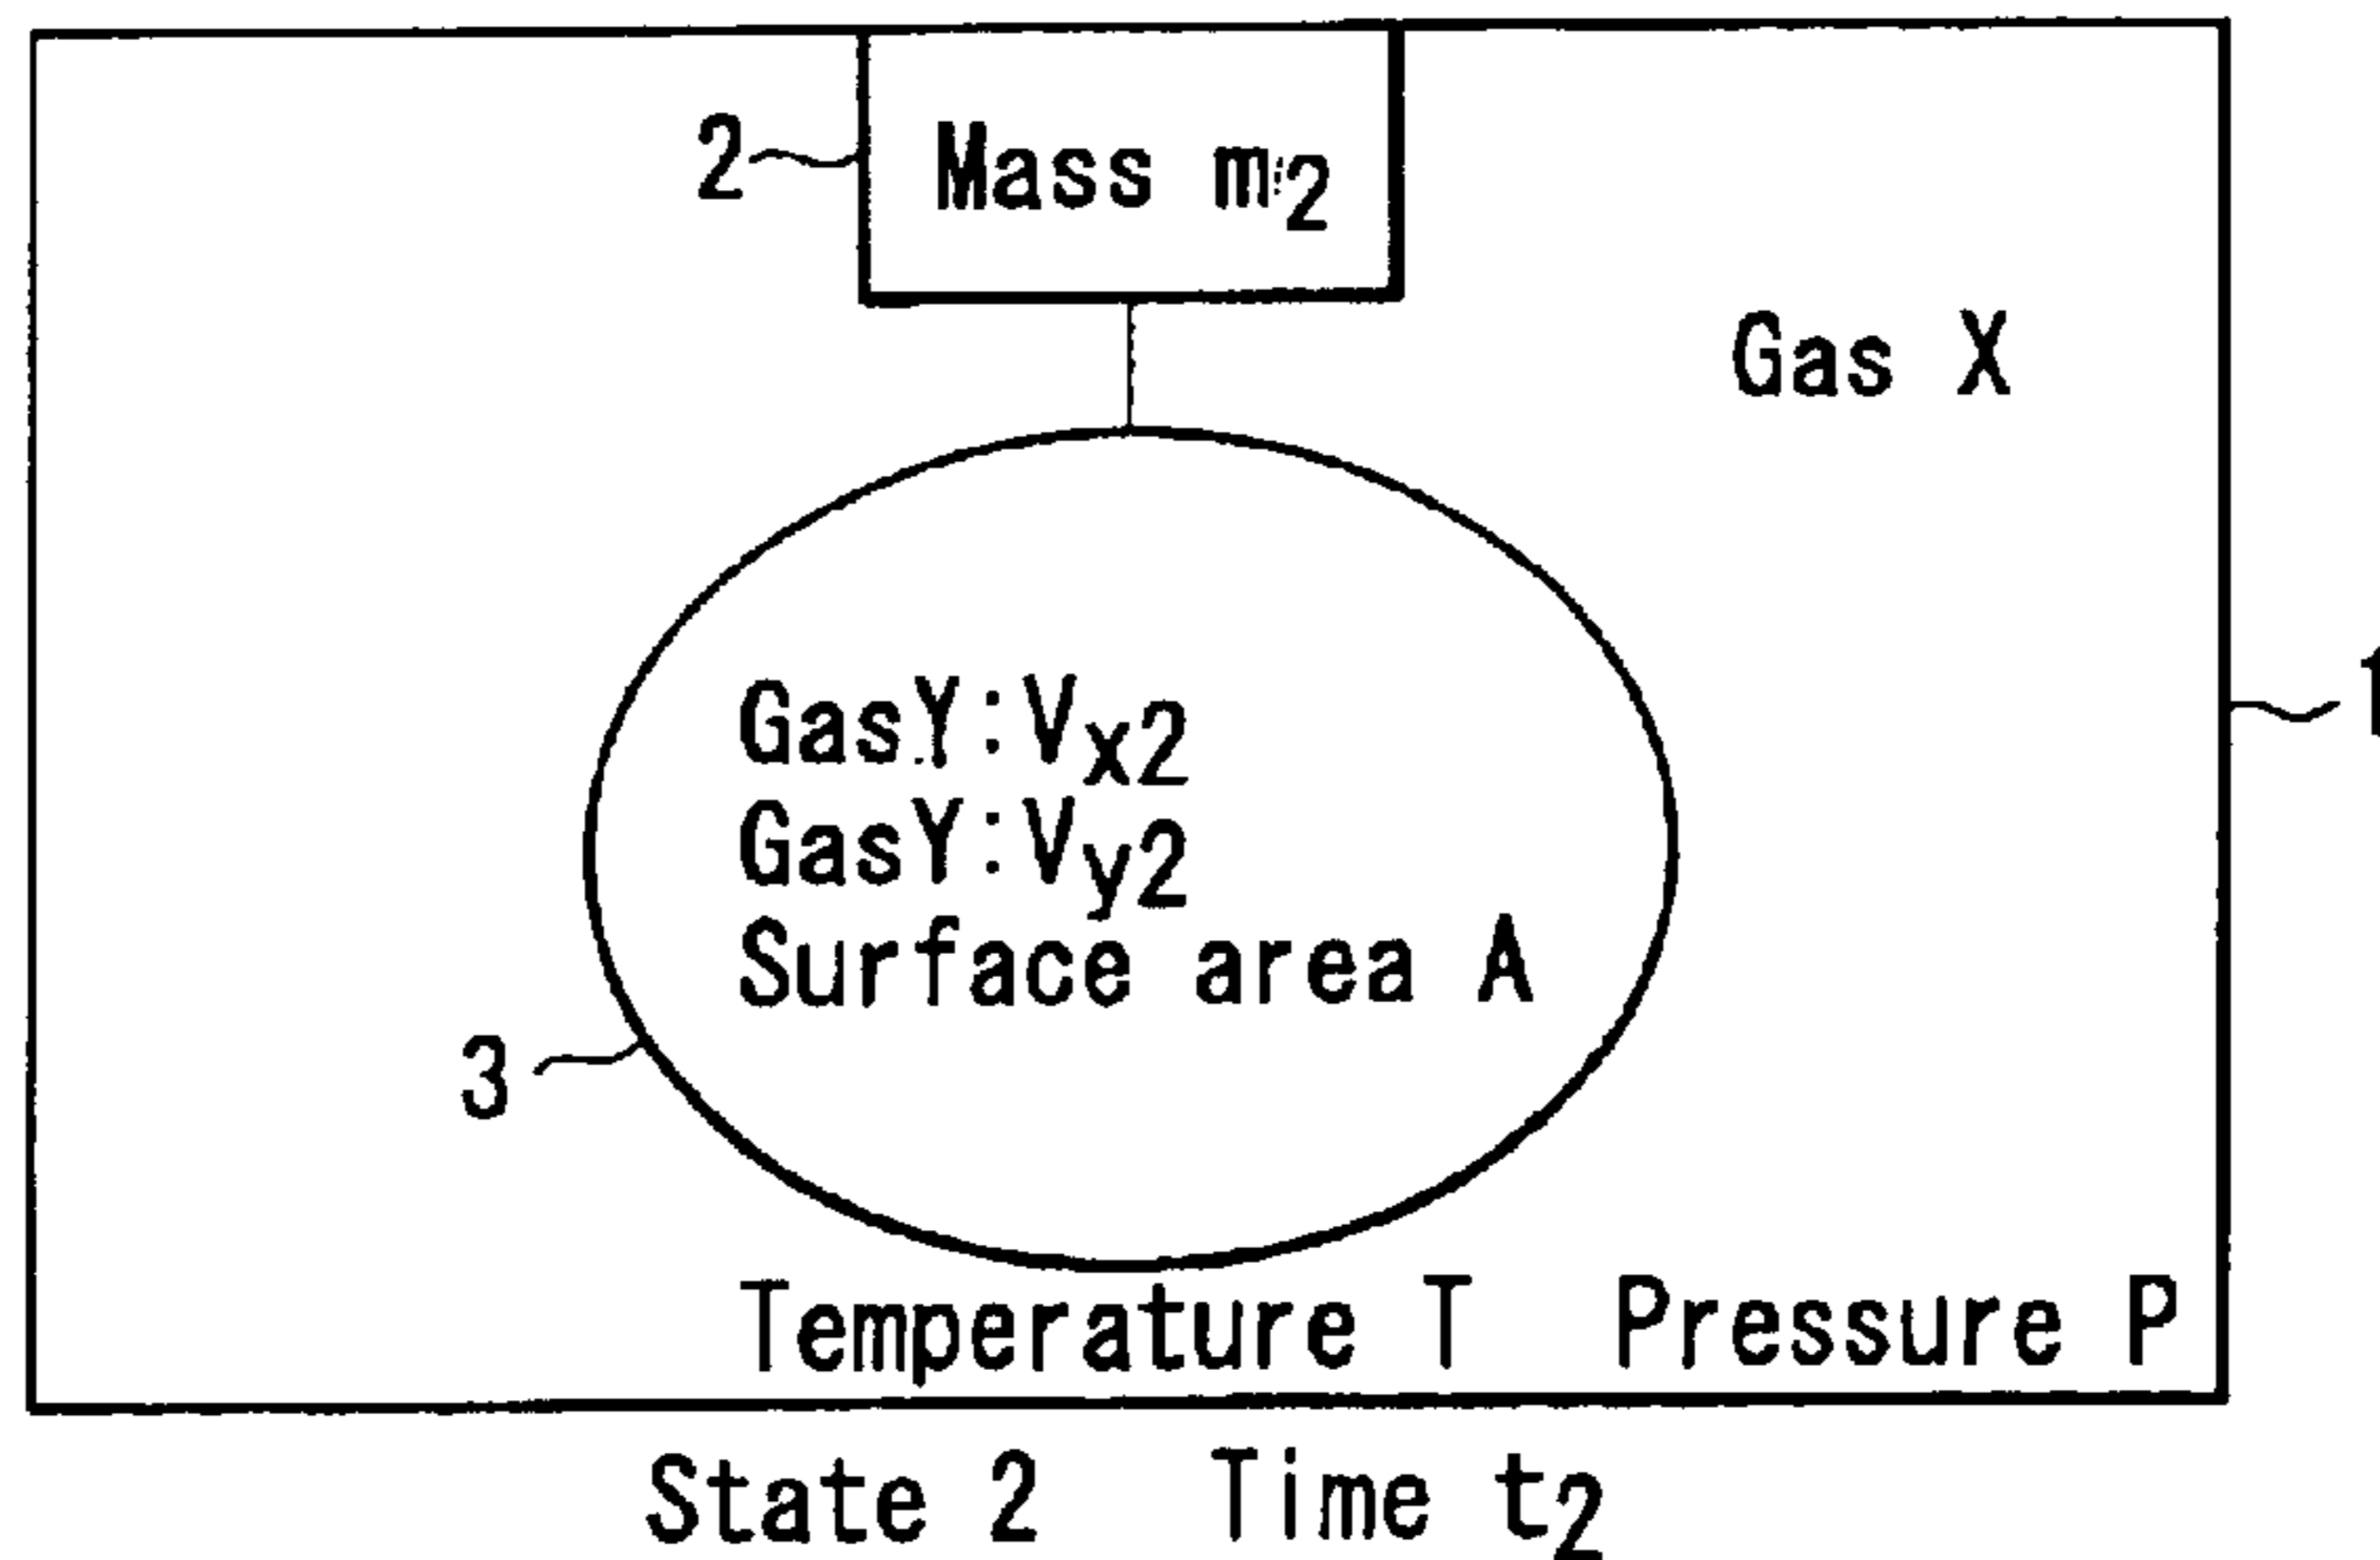 2 Mass m₂
Gas X
1
GasY:Vx2
GasY:Vy2
Surface area A
3
Temperature T Pressure P
State 2 Time t₂